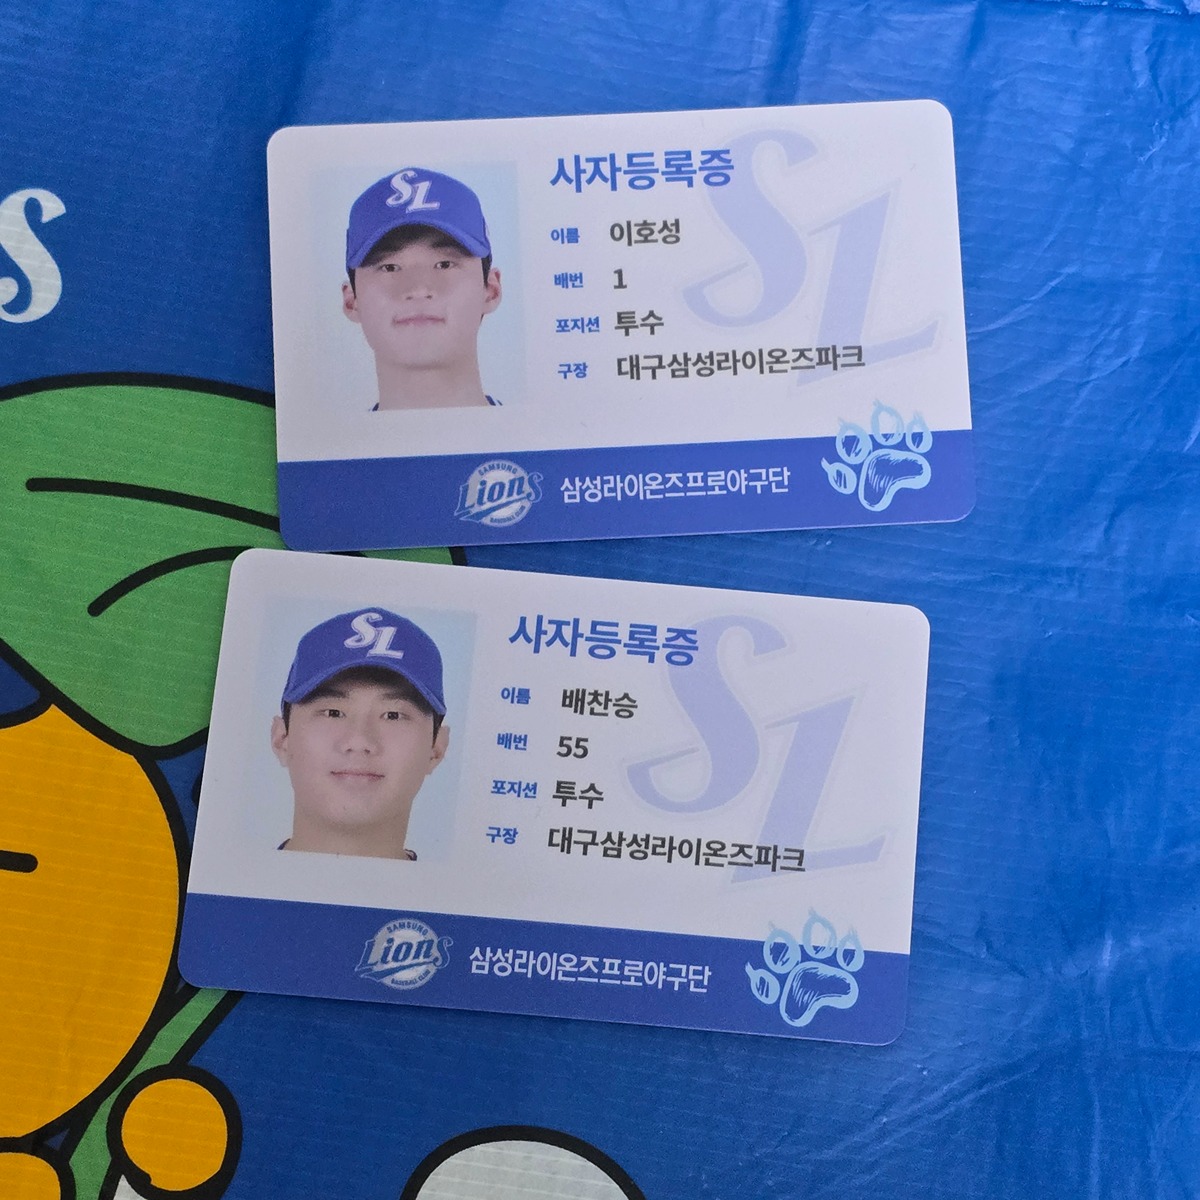 S
SL
사자등록증
SL
이름 이호성
배번 1
포지션 투수
구장 대구삼성라이온즈파크
SAMSUNG
Lions
BASEBALL CLUB
삼성라이온즈프로야구단
SL
사자등록증
SL
이름 배찬승
배번 55
포지션 투수
구장 대구삼성라이온즈파크
SAMSUNG
Lions
BASEBALL CLUB
삼성라이온즈프로야구단